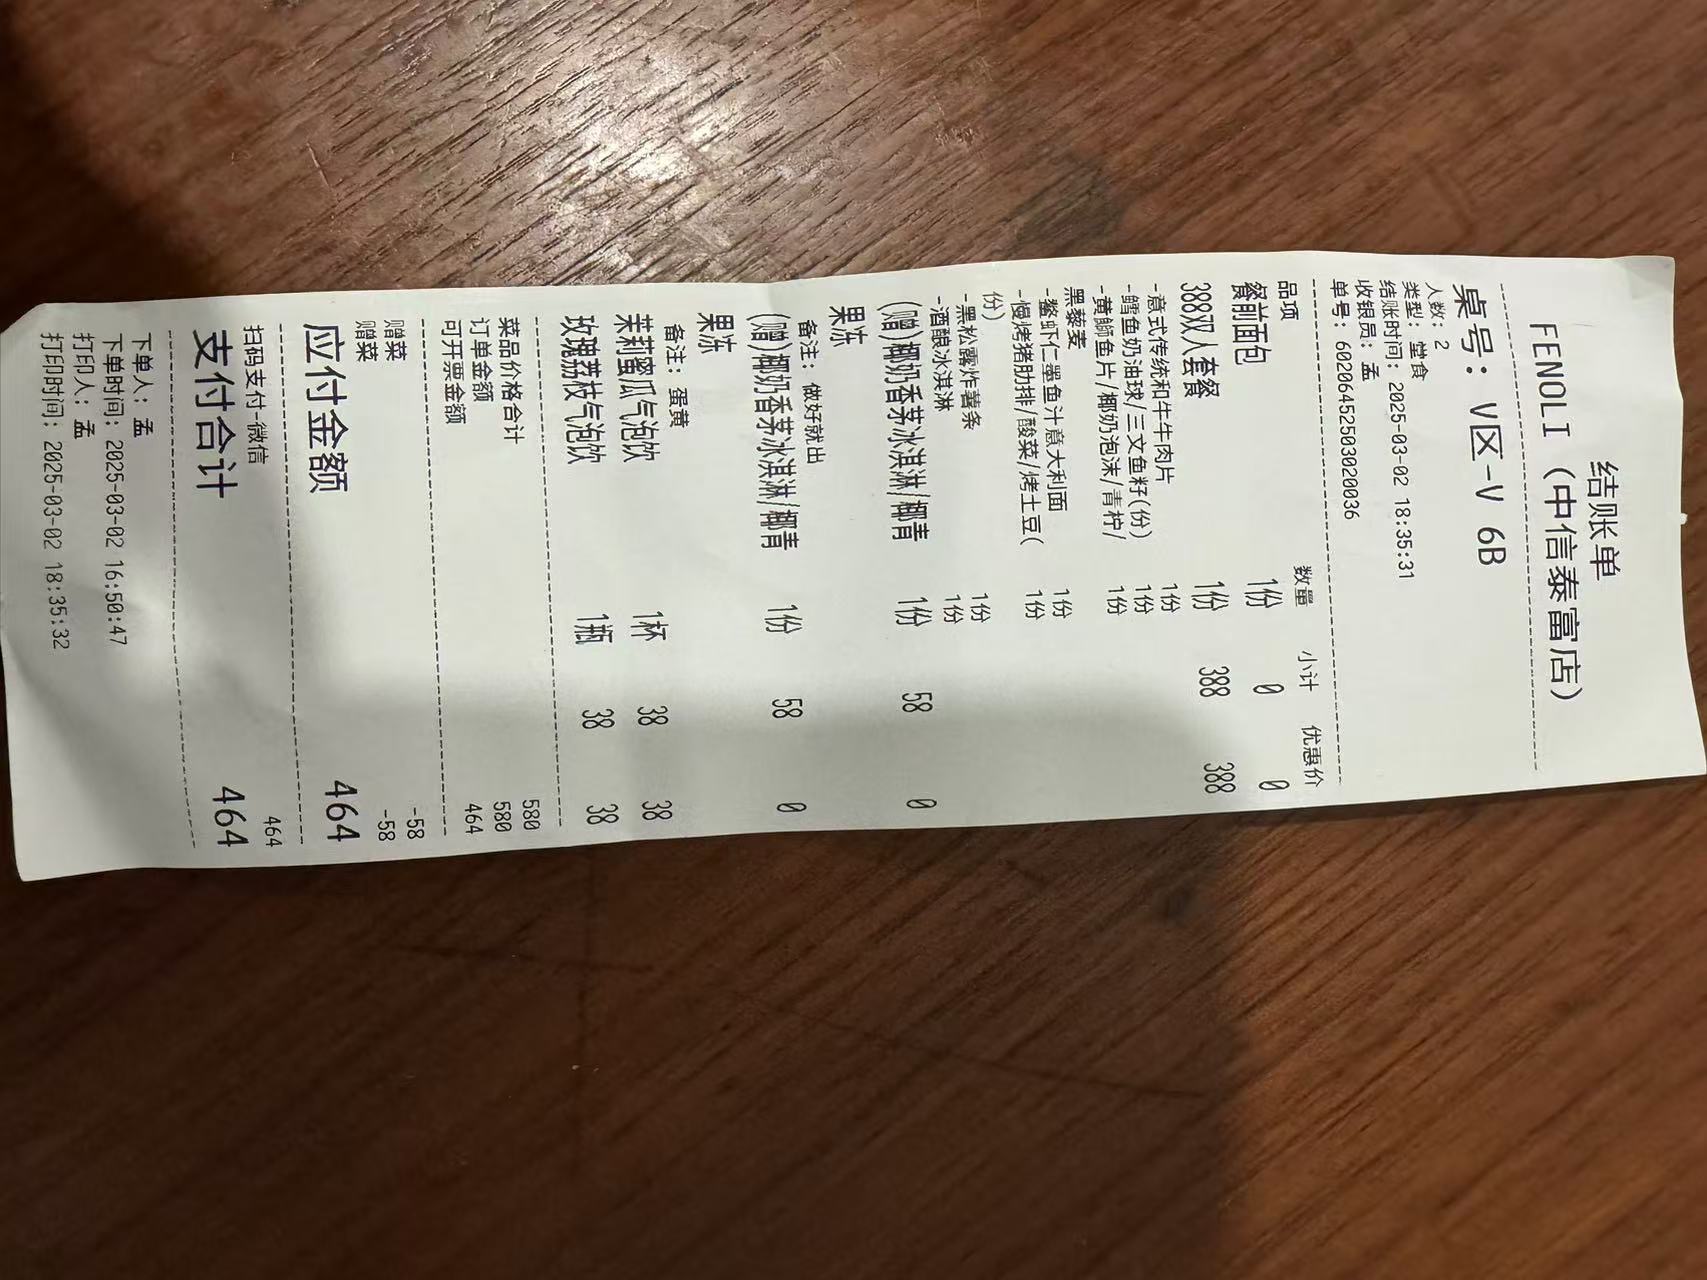 结账单
FENOLI（中信泰富店）
桌号：V区-V 6B
人数：2
类型：堂食
结账时间：2025-03-02 18:35:31
收银员：孟
单号：6020645250302​0036
品项 数量 小计 优惠价
餐前面包 1份 0 0
388双人套餐 1份 388 388
-意式传统和牛牛肉片 1份
-鳕鱼奶油球/三文鱼籽(份) 1份
-黄鰤鱼片/椰奶泡沫/青柠/ 1份
黑藜麦
-鳌虾仁墨鱼汁意大利面 1份
-慢烤猪肋排/酸菜/烤土豆( 1份
份)
-黑松露炸薯条 1份
-酒酿冰淇淋 1份
(赠)椰奶香茅冰淇淋/椰青 1份 58 0
果冻
备注：做好就出
(赠)椰奶香茅冰淇淋/椰青 1份 58 0
果冻
备注：蛋黄
茉莉蜜瓜气泡饮 1杯 38 38
玫瑰荔枝气泡饮 1瓶 38 38
菜品价格合计 580
订单金额 580
可开票金额 464
赠菜 -58
赠菜 -58
应付金额 464
扫码支付-微信 464
支付合计 464
下单人：孟
下单时间：2025-03-02 16:50:47
打印人：孟
打印时间：2025-03-02 18:35:32